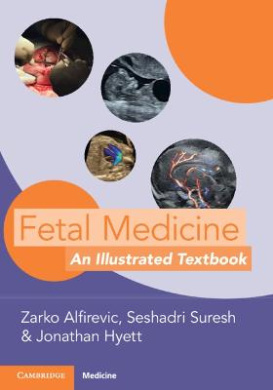 Fetal Medicine
An Illustrated Textbook
Zarko Alfirevic, Seshadri Suresh
& Jonathan Hyett
CAMBRIDGE Medicine